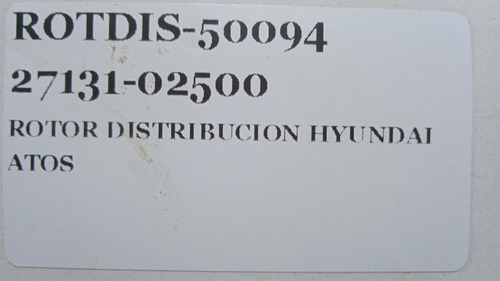 ROTDIS-50094
27131-02500
ROTOR DISTRIBUCION HYUNDAI
ATOS